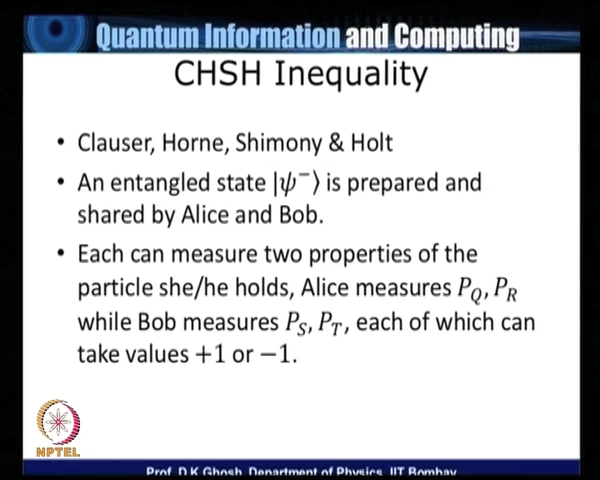 Quantum Information and Computing
CHSH Inequality
• Clauser, Horne, Shimony & Holt
• An entangled state |ψ⁻⟩ is prepared and
shared by Alice and Bob.
• Each can measure two properties of the
particle she/he holds, Alice measures P_Q, P_R
while Bob measures P_S, P_T, each of which can
take values +1 or −1.
NPTEL
Prof. D.K Ghosh, Department of Physics, IIT Bombay